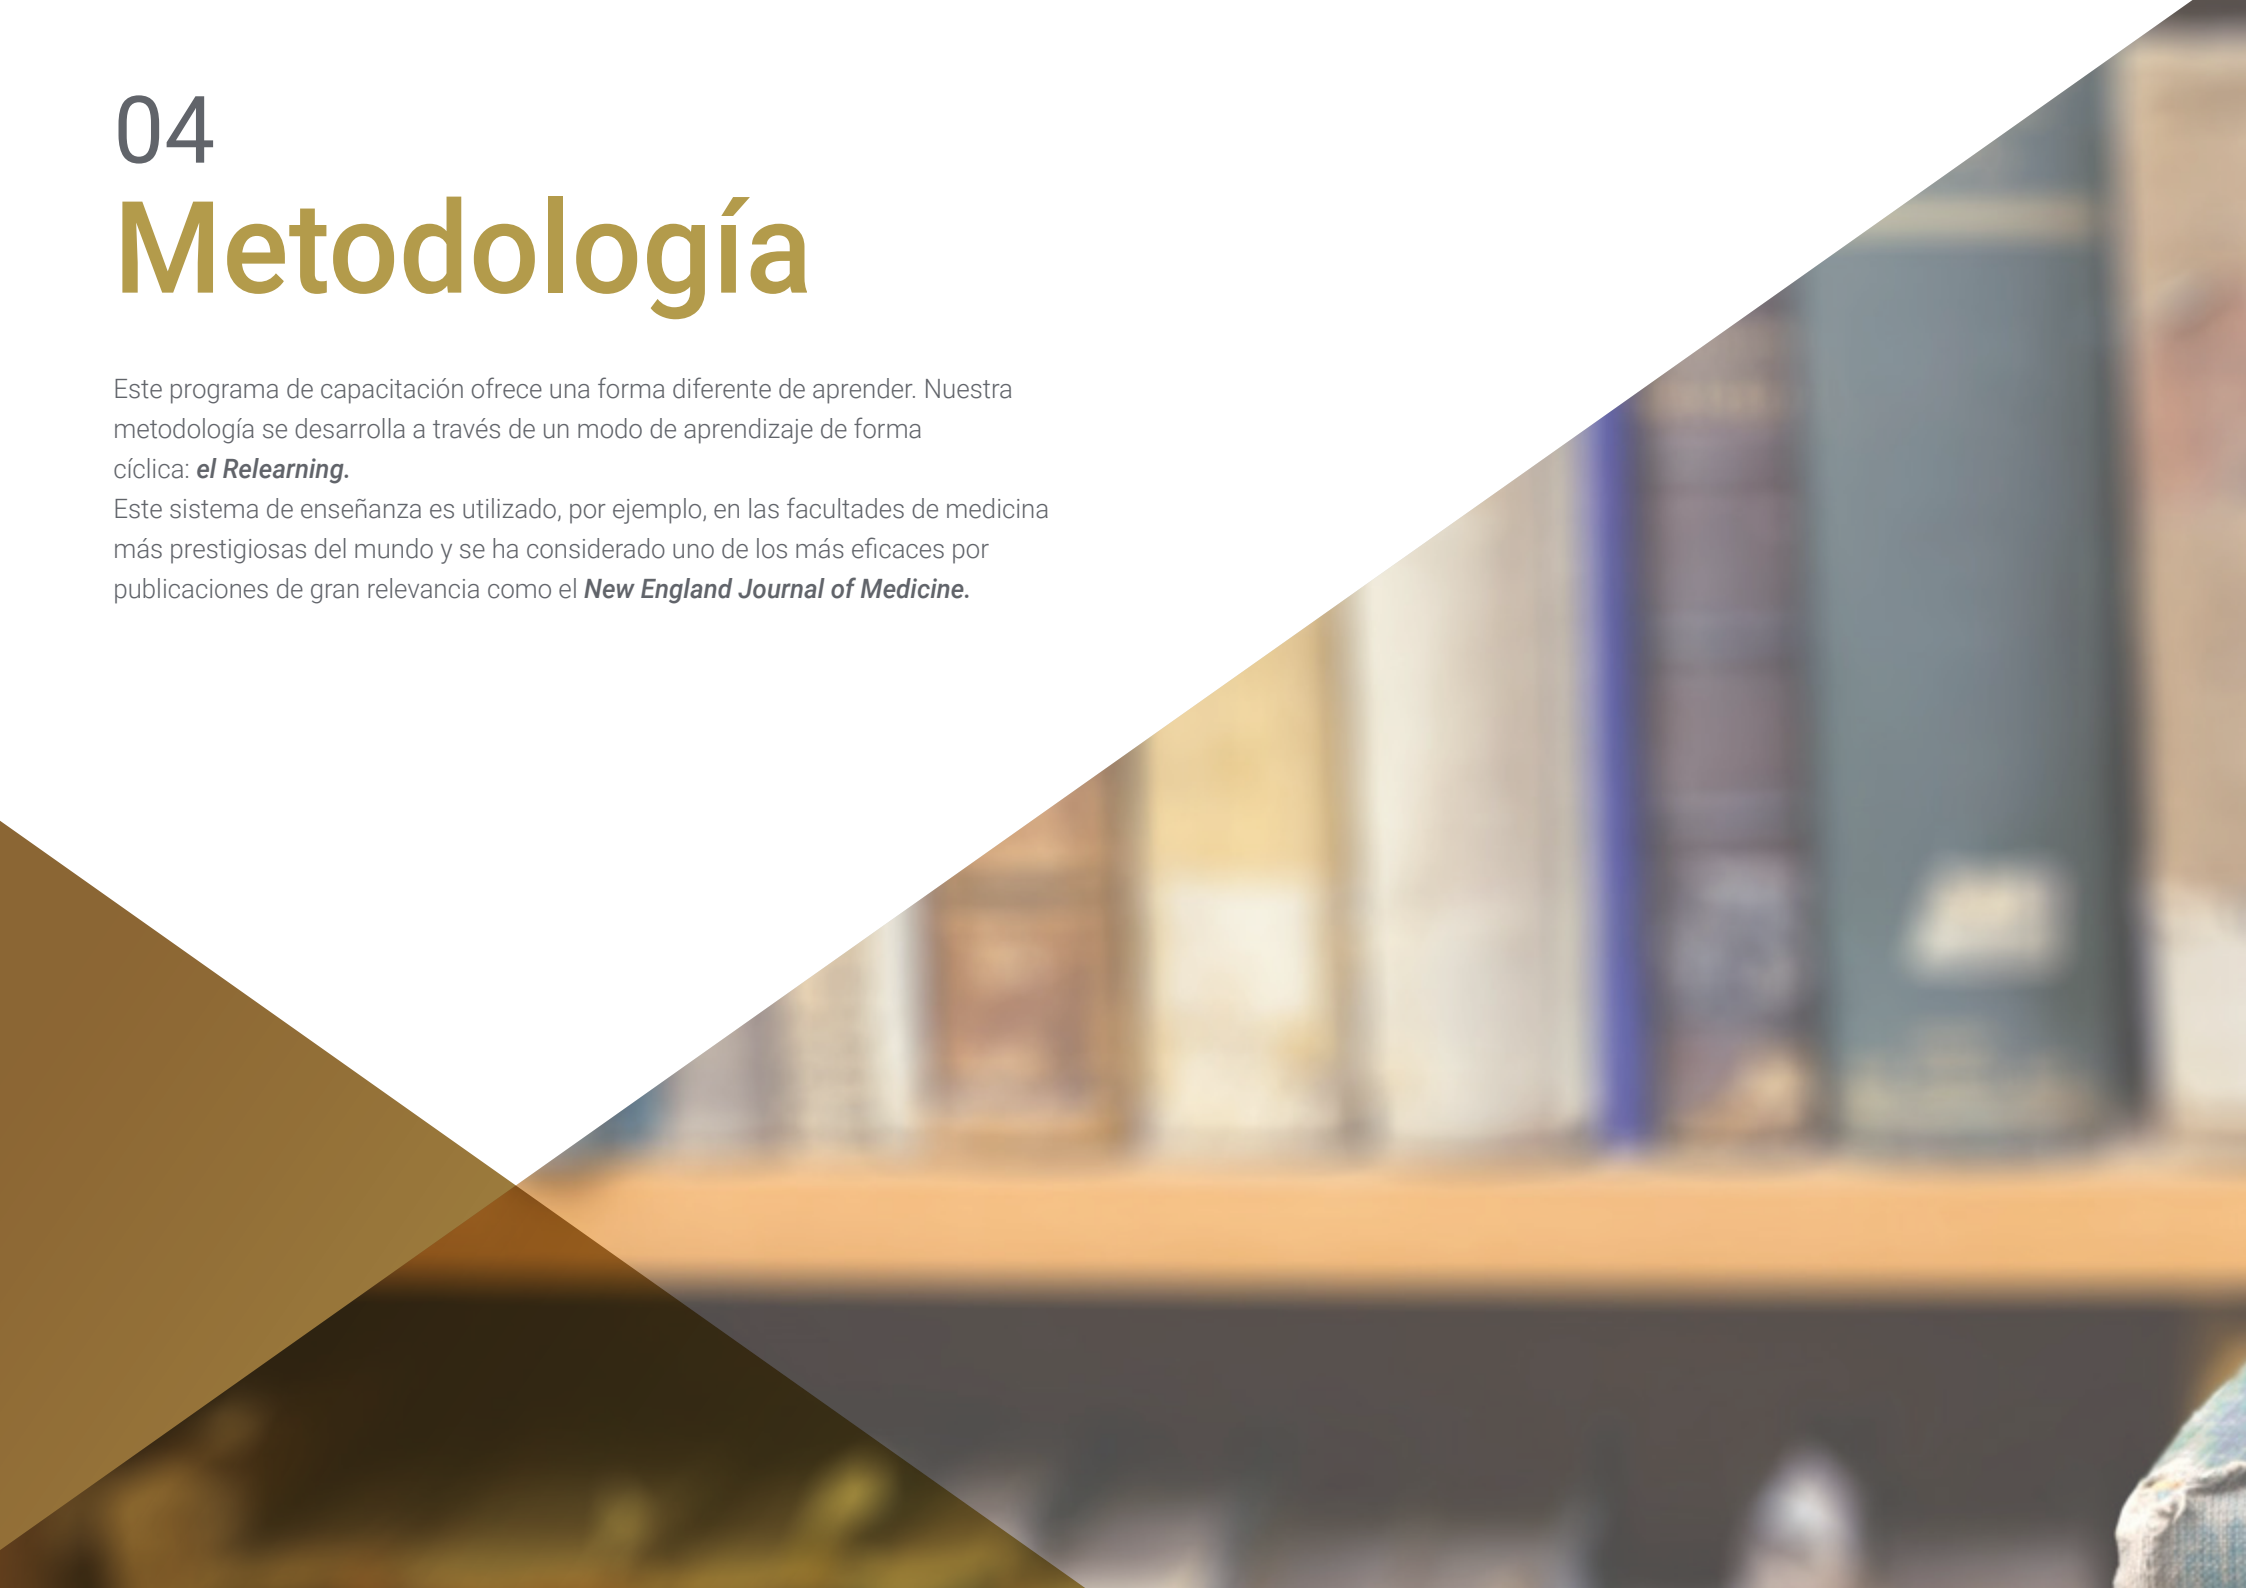 04
Metodología
Este programa de capacitación ofrece una forma diferente de aprender. Nuestra
metodología se desarrolla a través de un modo de aprendizaje de forma
cíclica: el Relearning.
Este sistema de enseñanza es utilizado, por ejemplo, en las facultades de medicina
más prestigiosas del mundo y se ha considerado uno de los más eficaces por
publicaciones de gran relevancia como el New England Journal of Medicine.